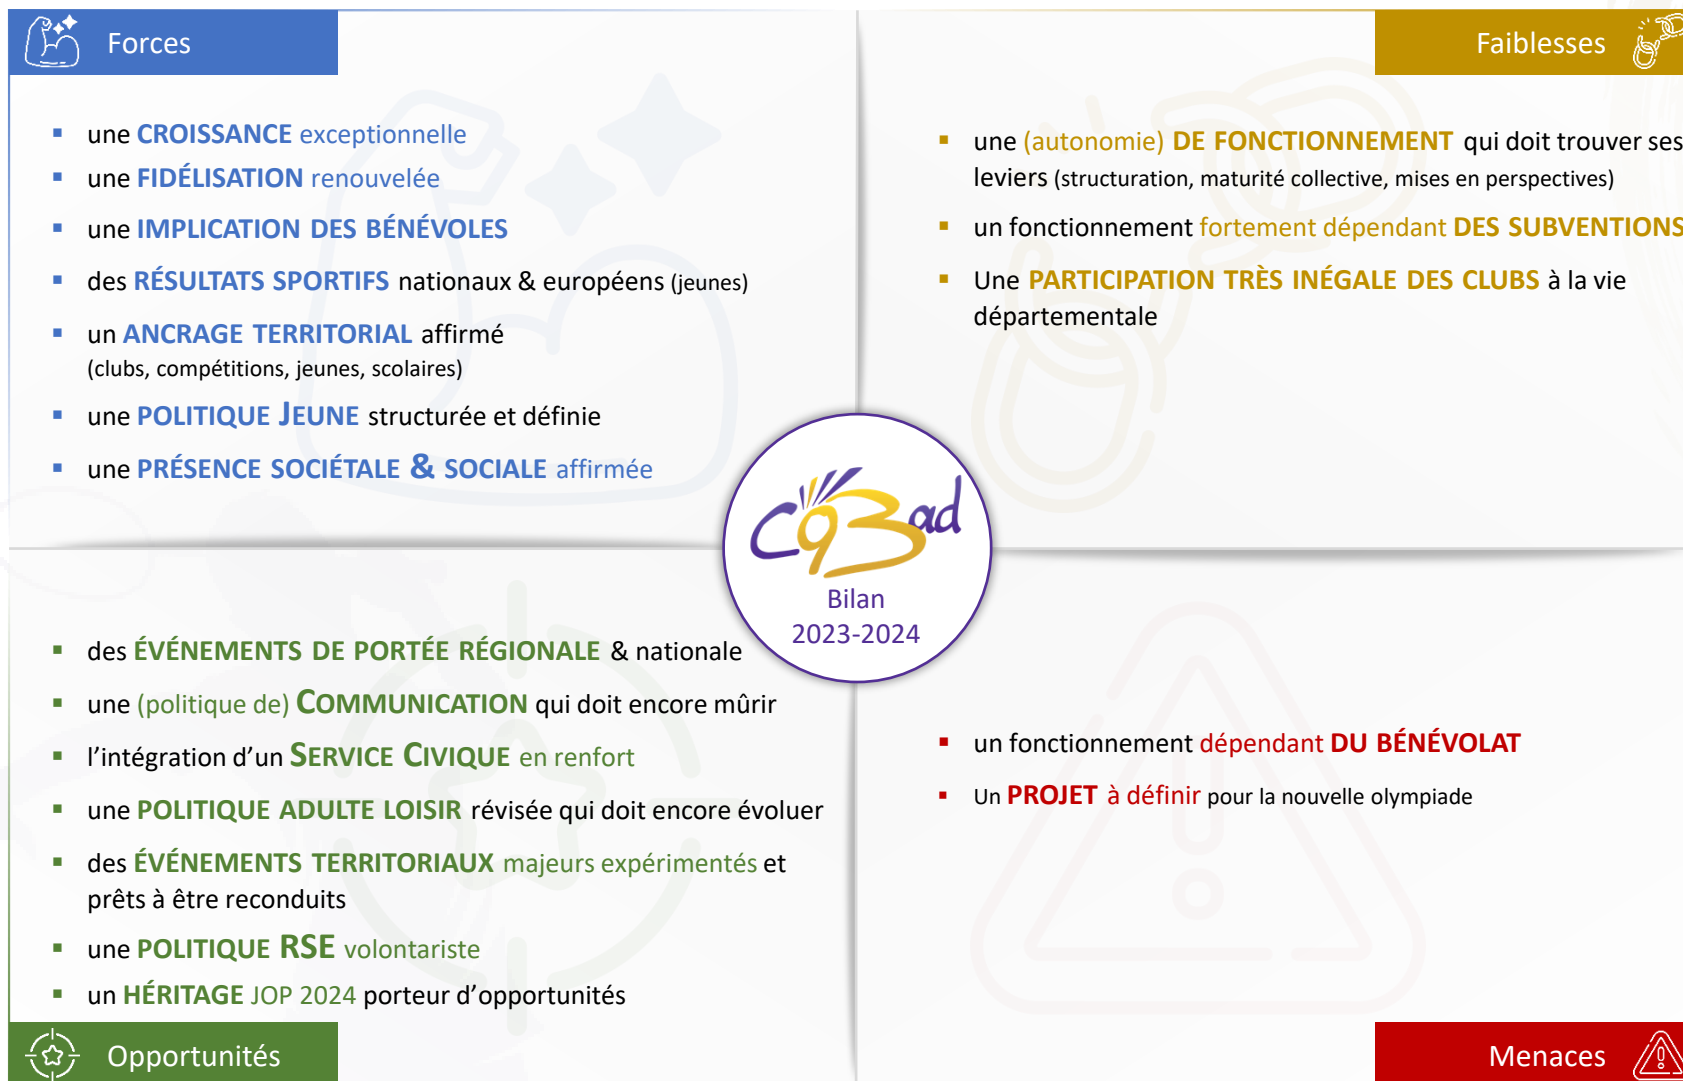 Forces
une CROISSANCE exceptionnelle
une FIDÉLISATION renouvelée
une IMPLICATION DES BÉNÉVOLES
des RÉSULTATS SPORTIFS nationaux & européens (jeunes)
un ANCRAGE TERRITORIAL affirmé
(clubs, compétitions, jeunes, scolaires)
une POLITIQUE JEUNE structurée et définie
une PRÉSENCE SOCIÉTALE & SOCIALE affirmée
Faiblesses
une (autonomie) DE FONCTIONNEMENT qui doit trouver ses
leviers (structuration, maturité collective, mises en perspectives)
un fonctionnement fortement dépendant DES SUBVENTIONS
Une PARTICIPATION TRÈS INÉGALE DES CLUBS à la vie
départementale
C93ad
Bilan
2023-2024
des ÉVÉNEMENTS DE PORTÉE RÉGIONALE & nationale
une (politique de) COMMUNICATION qui doit encore mûrir
l’intégration d’un SERVICE CIVIQUE en renfort
une POLITIQUE ADULTE LOISIR révisée qui doit encore évoluer
des ÉVÉNEMENTS TERRITORIAUX majeurs expérimentés et
prêts à être reconduits
une POLITIQUE RSE volontariste
un HÉRITAGE JOP 2024 porteur d’opportunités
Opportunités
un fonctionnement dépendant DU BÉNÉVOLAT
Un PROJET à définir pour la nouvelle olympiade
Menaces